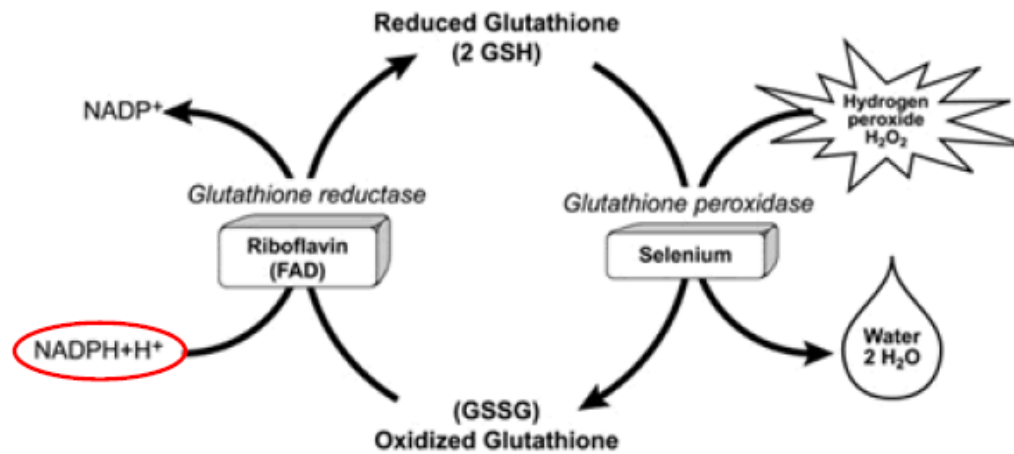 Reduced Glutathione
(2 GSH)
NADP⁺
Hydrogen
peroxide
H₂O₂
Glutathione reductase
Glutathione peroxidase
Riboflavin
(FAD)
Selenium
NADPH+H⁺
Water
2 H₂O
(GSSG)
Oxidized Glutathione